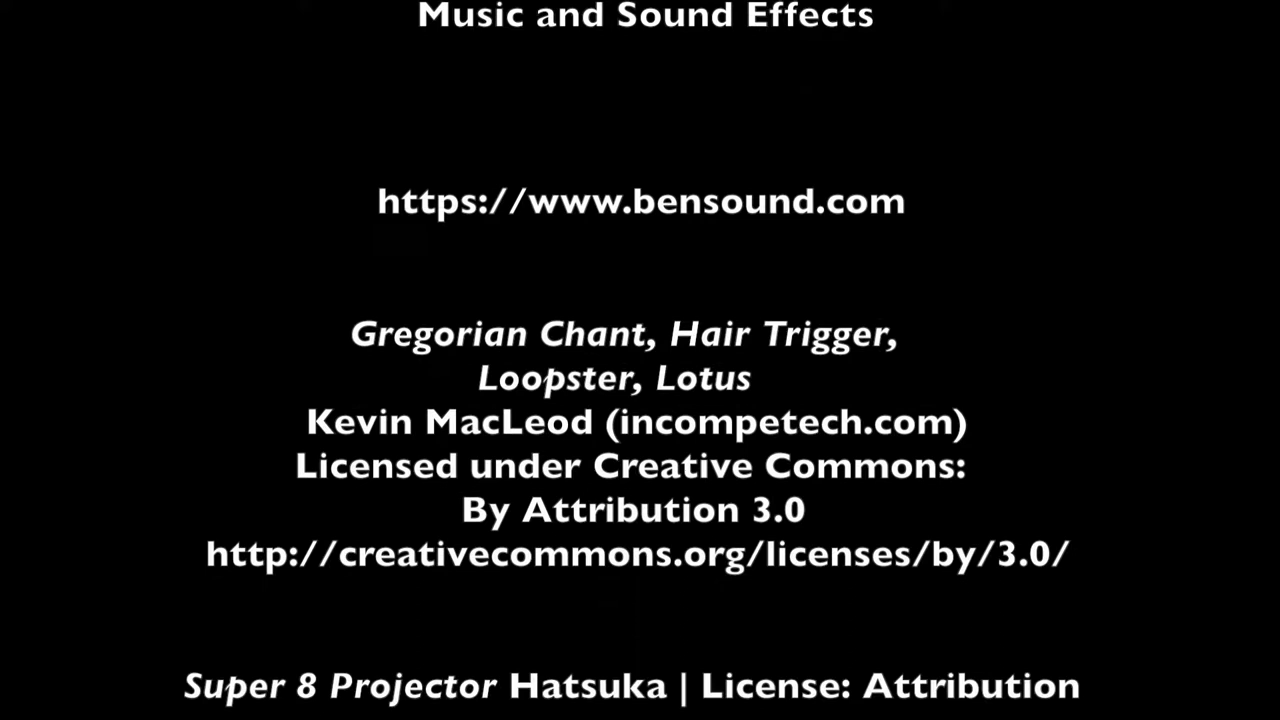 Music and Sound Effects
https://www.bensound.com
Gregorian Chant, Hair Trigger,
Loopster, Lotus
Kevin MacLeod (incompetech.com)
Licensed under Creative Commons:
By Attribution 3.0
http://creativecommons.org/licenses/by/3.0/
Super 8 Projector Hatsuka | License: Attribution